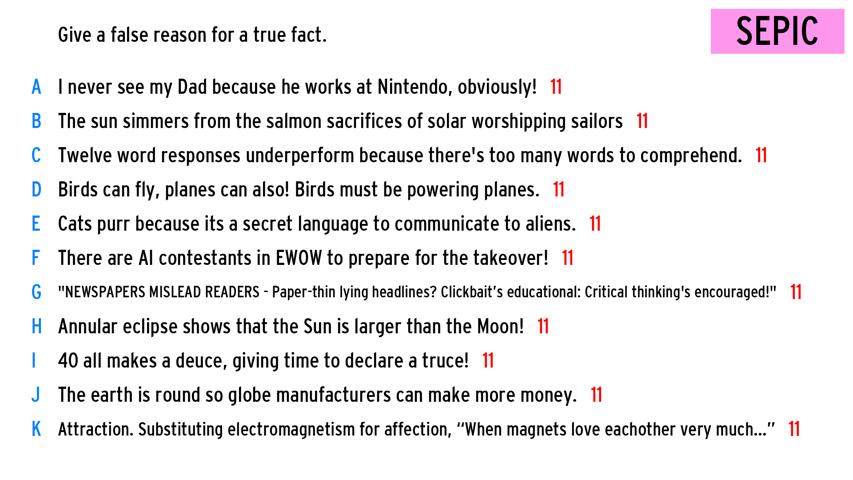 Give a false reason for a true fact.
SEPIC
A I never see my Dad because he works at Nintendo, obviously! 11
B The sun simmers from the salmon sacrifices of solar worshipping sailors 11
C Twelve word responses underperform because there's too many words to comprehend. 11
D Birds can fly, planes can also! Birds must be powering planes. 11
E Cats purr because its a secret language to communicate to aliens. 11
F There are AI contestants in EWOW to prepare for the takeover! 11
G "NEWSPAPERS MISLEAD READERS - Paper-thin lying headlines? Clickbait’s educational: Critical thinking's encouraged!" 11
H Annular eclipse shows that the Sun is larger than the Moon! 11
I 40 all makes a deuce, giving time to declare a truce! 11
J The earth is round so globe manufacturers can make more money. 11
K Attraction. Substituting electromagnetism for affection, “When magnets love eachother very much...” 11